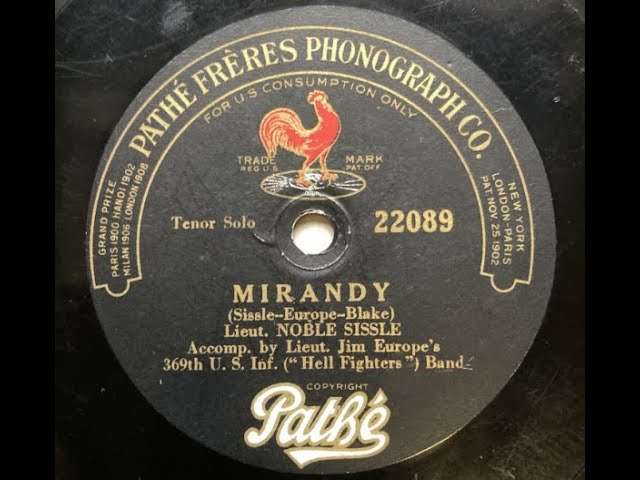 PATHÉ FRÈRES PHONOGRAPH CO.
FOR U.S. CONSUMPTION ONLY
GRAND PRIZE
PARIS 1900 HANOI 1902
MILAN 1906 LONDON 1908
NEW YORK
LONDON-PARIS
PAT. NOV. 25 1902
TRADE MARK
REG. U.S. PAT. OFF.
Tenor Solo 22089
MIRANDY
(Sissle--Europe--Blake)
Lieut. NOBLE SISSLE
Accomp. by Lieut. Jim Europe's
369th U. S. Inf. ("Hell Fighters") Band
COPYRIGHT
Pathé